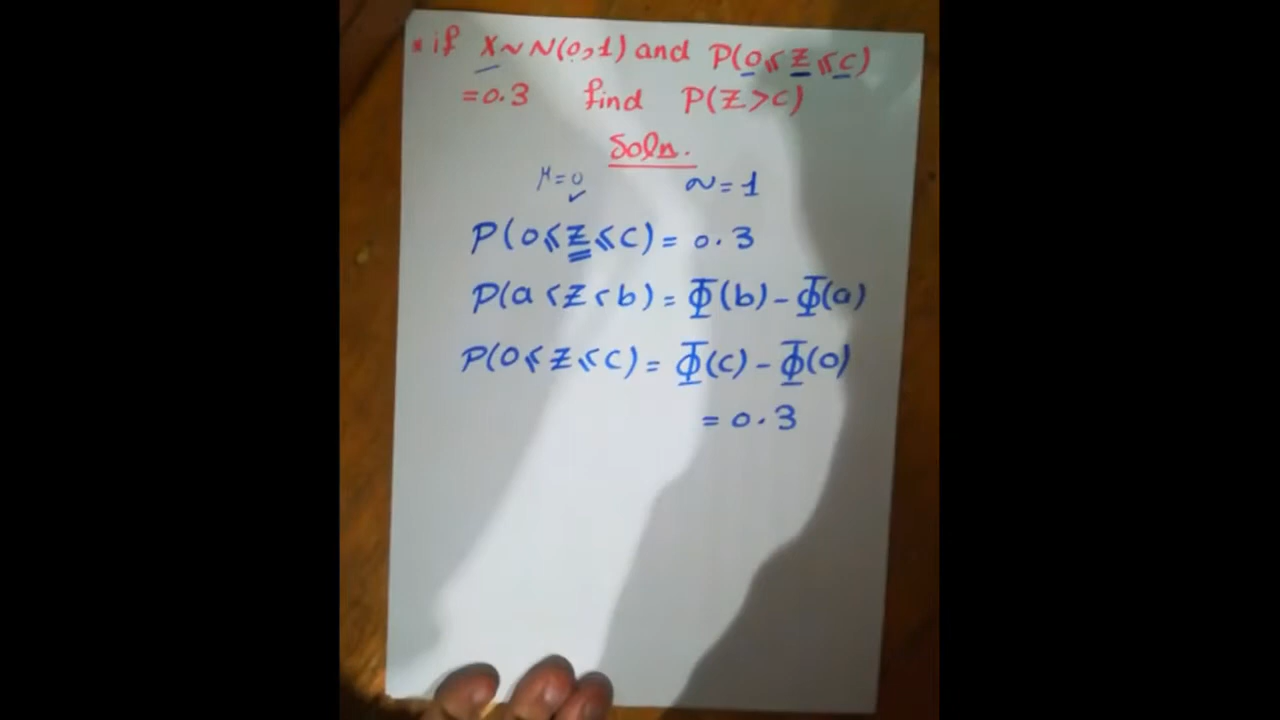 ▪ if X ~ N(0,1) and P(0 ≤ Z ≤ c)
= 0.3 find P(Z > c)
Soln.
μ = 0 ~ = 1
P(0 ≤ Z ≤ c) = 0.3
P(a < Z < b) = Φ(b) - Φ(a)
P(0 ≤ Z ≤ c) = Φ(c) - Φ(0)
= 0.3